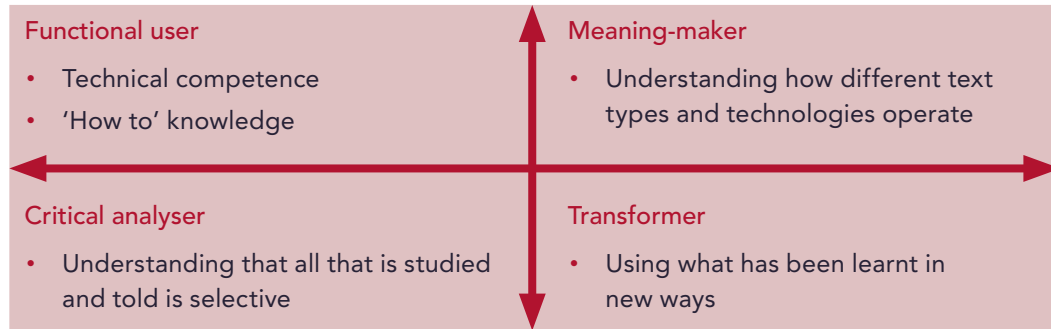 Functional user
• Technical competence
• ‘How to’ knowledge
Meaning-maker
• Understanding how different text
types and technologies operate
Critical analyser
• Understanding that all that is studied
and told is selective
Transformer
• Using what has been learnt in
new ways